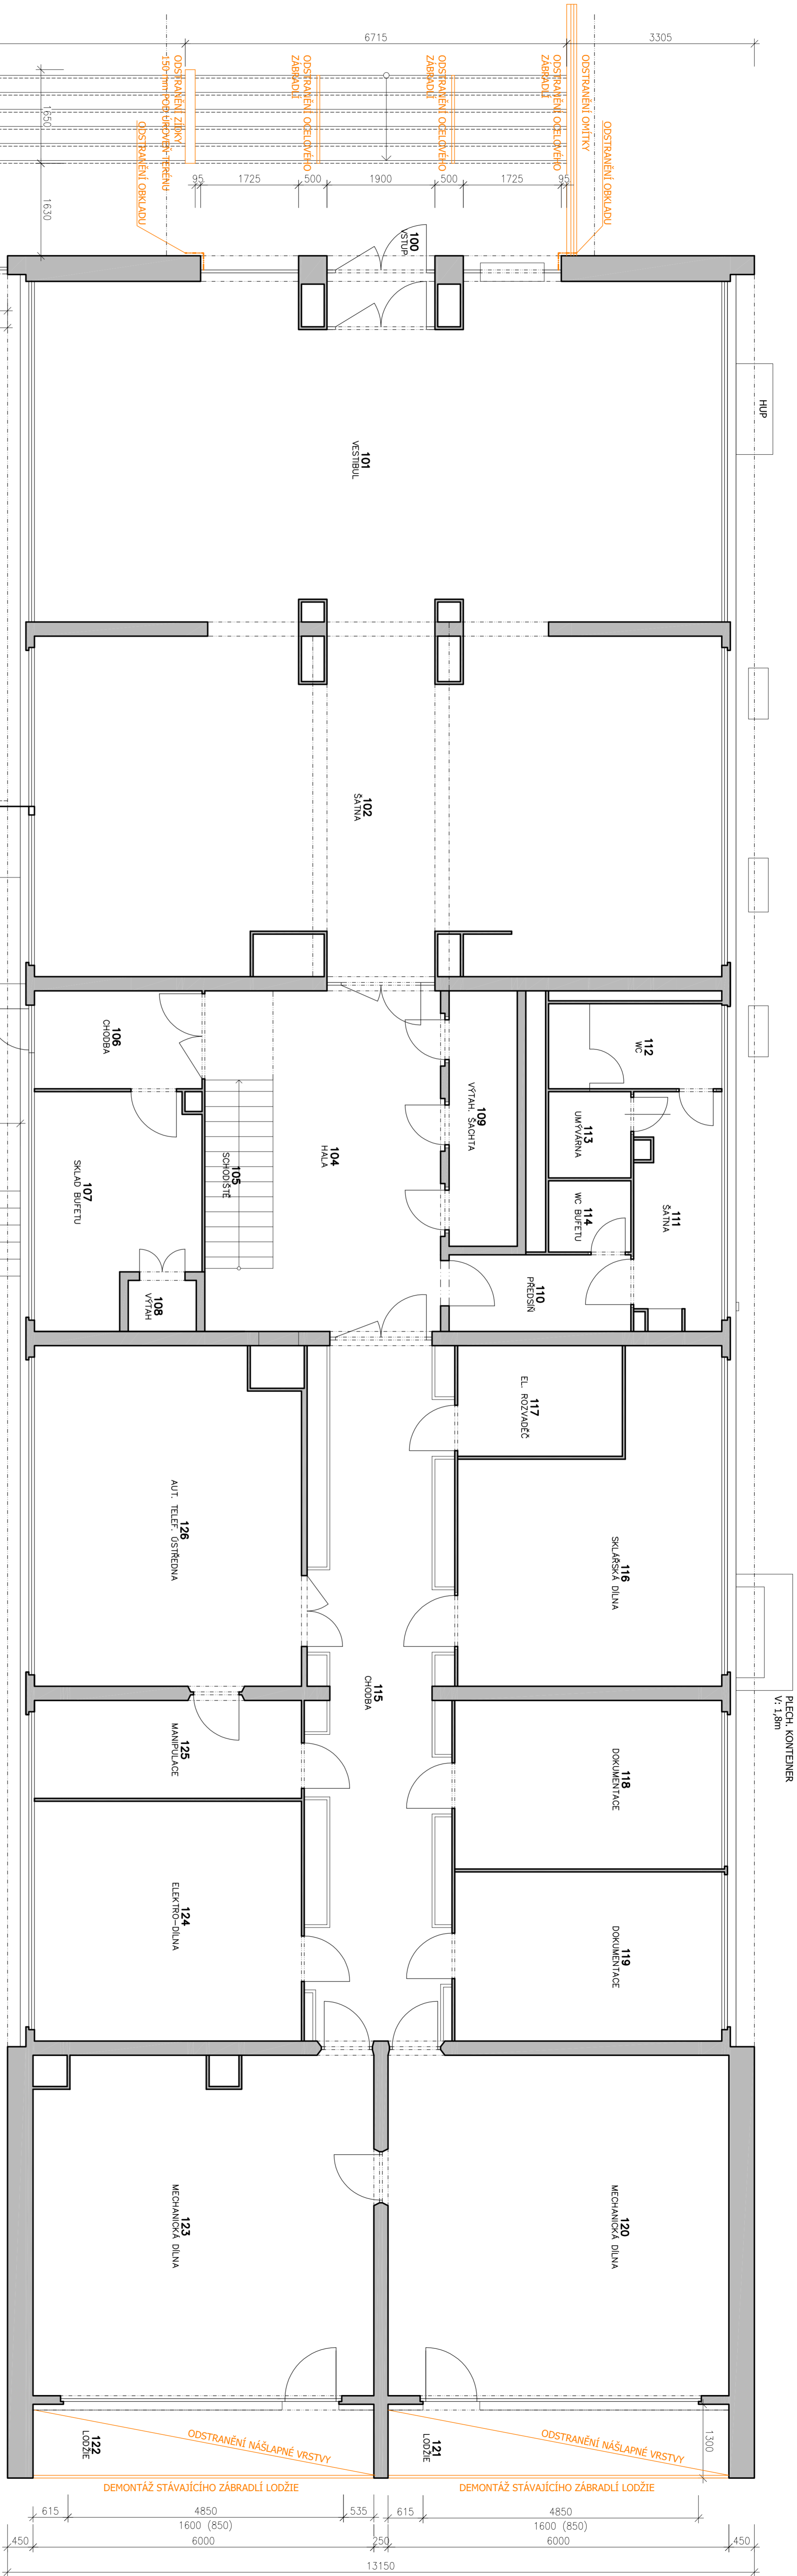 6715
3305
ODSTRANĚNÍ ZÍDKY
150 mm POD ÚROVEŇ TERÉNU
ODSTRANĚNÍ OBKLADU
ODSTRANĚNÍ OCELOVÉHO
ZÁBRADLÍ
ODSTRANĚNÍ OCELOVÉHO
ZÁBRADLÍ
ODSTRANĚNÍ OCELOVÉHO
ZÁBRADLÍ
ODSTRANĚNÍ OMÍTKY
ODSTRANĚNÍ OBKLADU
1650
1630
95
1725
500
1900
500
1725
95
100
VSTUP
HUP
101
VESTIBUL
102
ŠATNA
106
CHODBA
107
SKLAD BUFETU
105
SCHODIŠTĚ
108
VÝTAH
104
HALA
109
VÝTAH. ŠACHTA
112
WC
113
UMÝVÁRNA
114
WC BUFETU
111
ŠATNA
110
PŘEDSÍŇ
117
EL. ROZVADĚČ
116
SKLÁŘSKÁ DÍLNA
126
AUT. TELEF. ÚSTŘEDNA
115
CHODBA
PLECH. KONTEJNER
V: 1,8m
125
MANIPULACE
118
DOKUMENTACE
124
ELEKTRO-DÍLNA
119
DOKUMENTACE
123
MECHANICKÁ DÍLNA
120
MECHANICKÁ DÍLNA
122
LODŽIE
121
LODŽIE
ODSTRANĚNÍ NÁŠLAPNÉ VRSTVY
ODSTRANĚNÍ NÁŠLAPNÉ VRSTVY
1300
DEMONTÁŽ STÁVAJÍCÍHO ZÁBRADLÍ LODŽIE
DEMONTÁŽ STÁVAJÍCÍHO ZÁBRADLÍ LODŽIE
615
4850
1600 (850)
535
615
4850
1600 (850)
450
6000
250
6000
450
13150